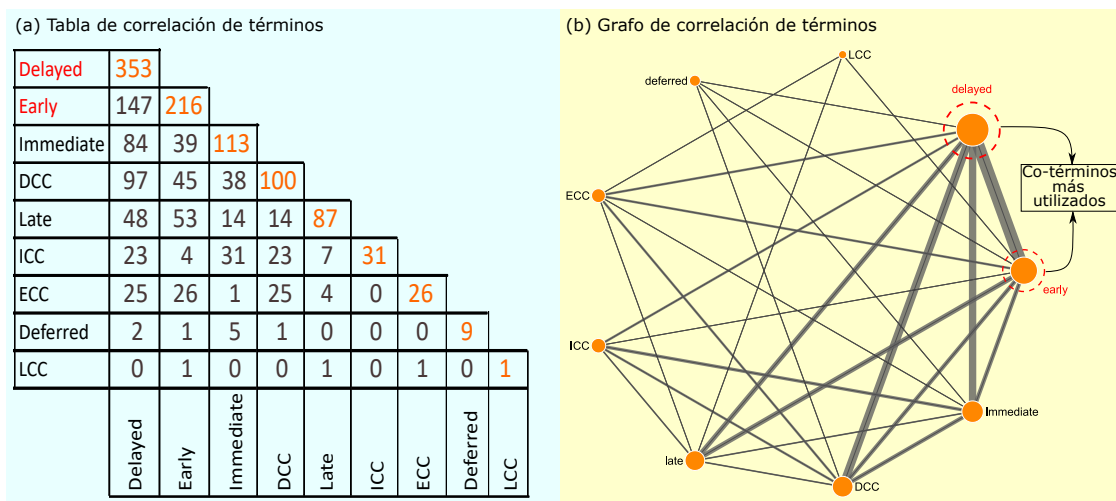 (a) Tabla de correlación de términos
Delayed 353
Early 147 216
Immediate 84 39 113
DCC 97 45 38 100
Late 48 53 14 14 87
ICC 23 4 31 23 7 31
ECC 25 26 1 25 4 0 26
Deferred 2 1 5 1 0 0 0 9
LCC 0 1 0 0 1 0 1 0 1
Delayed
Early
Immediate
DCC
Late
ICC
ECC
Deferred
LCC
(b) Grafo de correlación de términos
LCC
deferred
delayed
ECC
Co-términos
más
utilizados
early
ICC
Immediate
late
DCC